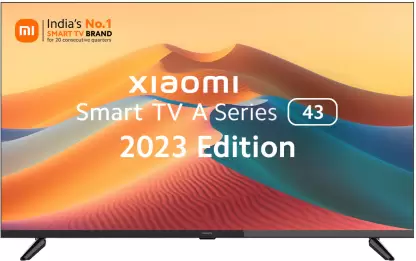 mi
India's No.1
SMART TV BRAND
for 20 consecutive quarters
xiaomi
Smart TV A Series 43
2023 Edition